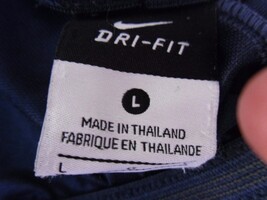 DRI-FIT
L
MADE IN THAILAND
FABRIQUE EN THAILANDE
L